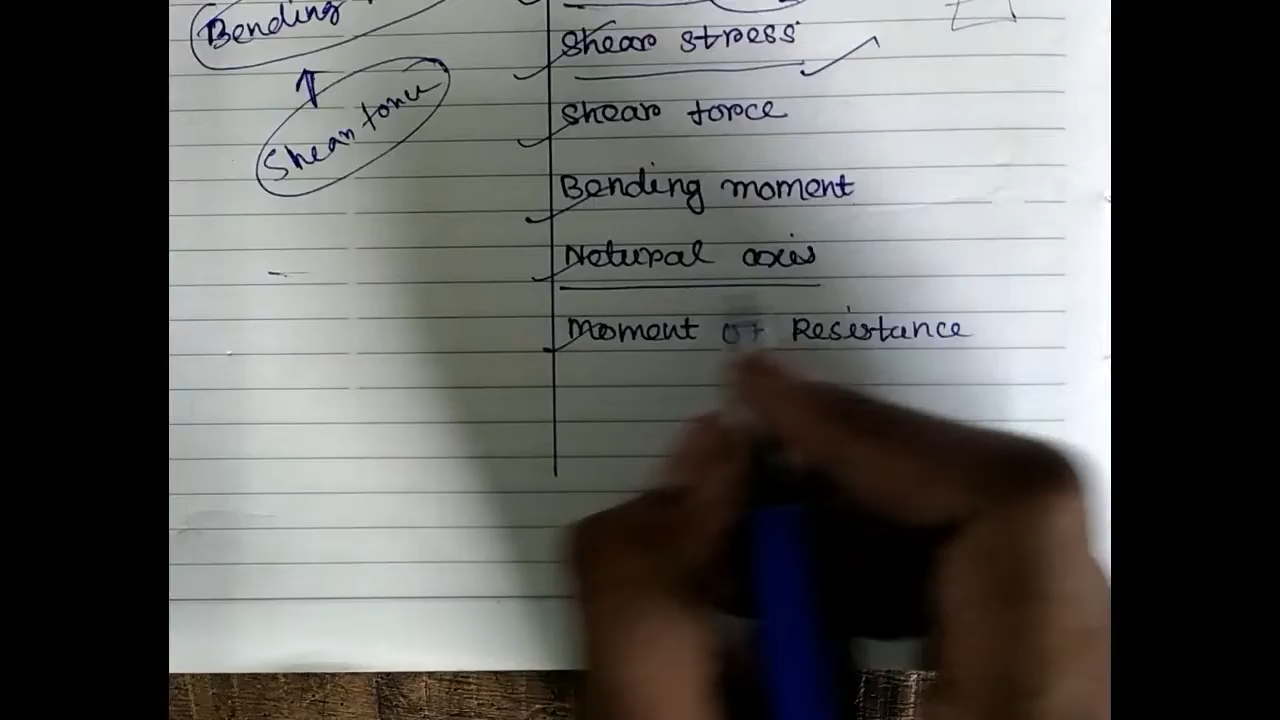 Bending
Shear force
Shear stress
Shear force
Bending moment
Netural axis
Moment of Resistance